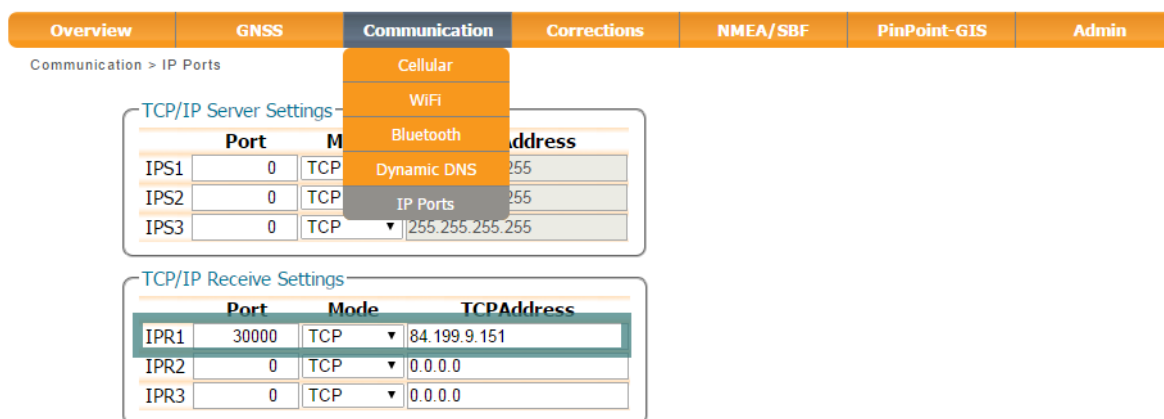 Overview GNSS Communication Corrections NMEA/SBF PinPoint-GIS Admin
Communication > IP Ports
Cellular
WiFi
Bluetooth
Dynamic DNS
IP Ports
TCP/IP Server Settings
Port M ddress
IPS1 0 TCP 255
IPS2 0 TCP 255
IPS3 0 TCP 255.255.255.255
TCP/IP Receive Settings
Port Mode TCPAddress
IPR1 30000 TCP 84.199.9.151
IPR2 0 TCP 0.0.0.0
IPR3 0 TCP 0.0.0.0